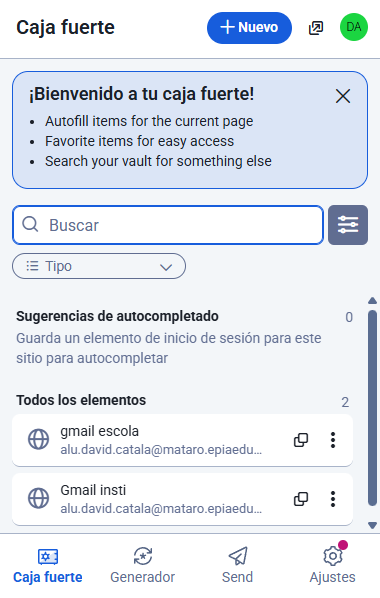 Caja fuerte
Nuevo
DA
¡Bienvenido a tu caja fuerte!
• Autofill items for the current page
• Favorite items for easy access
• Search your vault for something else
Buscar
Tipo
Sugerencias de autocompletado 0
Guarda un elemento de inicio de sesión para este
sitio para autocompletar
Todos los elementos 2
gmail escola
alu.david.catala@mataro.epiaedu...
Gmail insti
alu.david.catala@mataro.epiaedu...
Caja fuerte Generador Send Ajustes